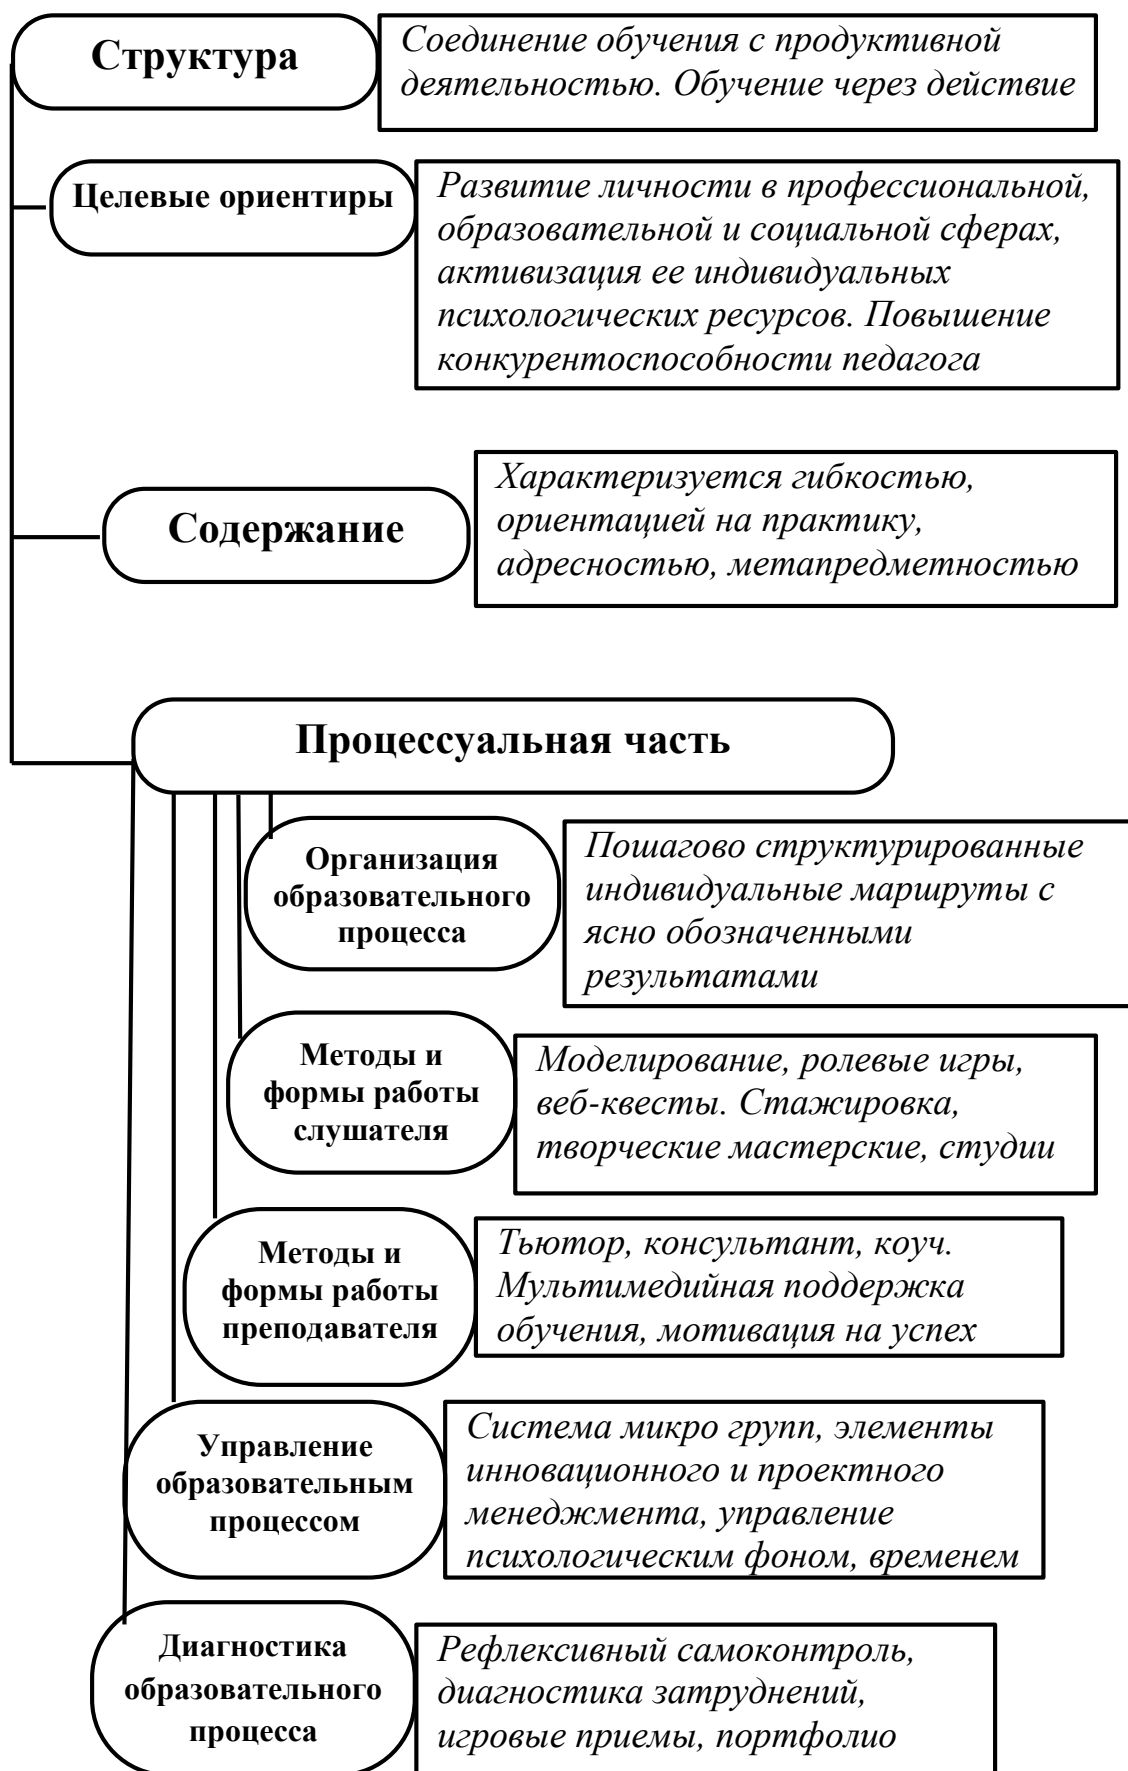 Структура
Соединение обучения с продуктивной
деятельностью. Обучение через действие
Целевые ориентиры
Развитие личности в профессиональной,
образовательной и социальной сферах,
активизация ее индивидуальных
психологических ресурсов. Повышение
конкурентоспособности педагога
Содержание
Характеризуется гибкостью,
ориентацией на практику,
адресностью, метапредметностью
Процессуальная часть
Организация
образовательного
процесса
Пошагово структурированные
индивидуальные маршруты с
ясно обозначенными
результатами
Методы и
формы работы
слушателя
Моделирование, ролевые игры,
веб-квесты. Стажировка,
творческие мастерские, студии
Методы и
формы работы
преподавателя
Тьютор, консультант, коуч.
Мультимедийная поддержка
обучения, мотивация на успех
Управление
образовательным
процессом
Система микро групп, элементы
инновационного и проектного
менеджмента, управление
психологическим фоном, временем
Диагностика
образовательного
процесса
Рефлексивный самоконтроль,
диагностика затруднений,
игровые приемы, портфолио